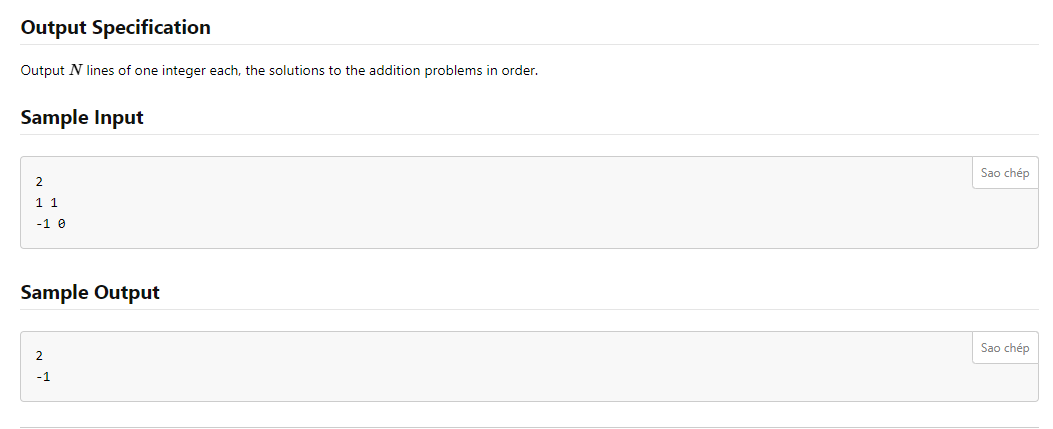 Output Specification
Output N lines of one integer each, the solutions to the addition problems in order.
Sample Input
Sao chép
2
1 1
-1 0
Sample Output
Sao chép
2
-1